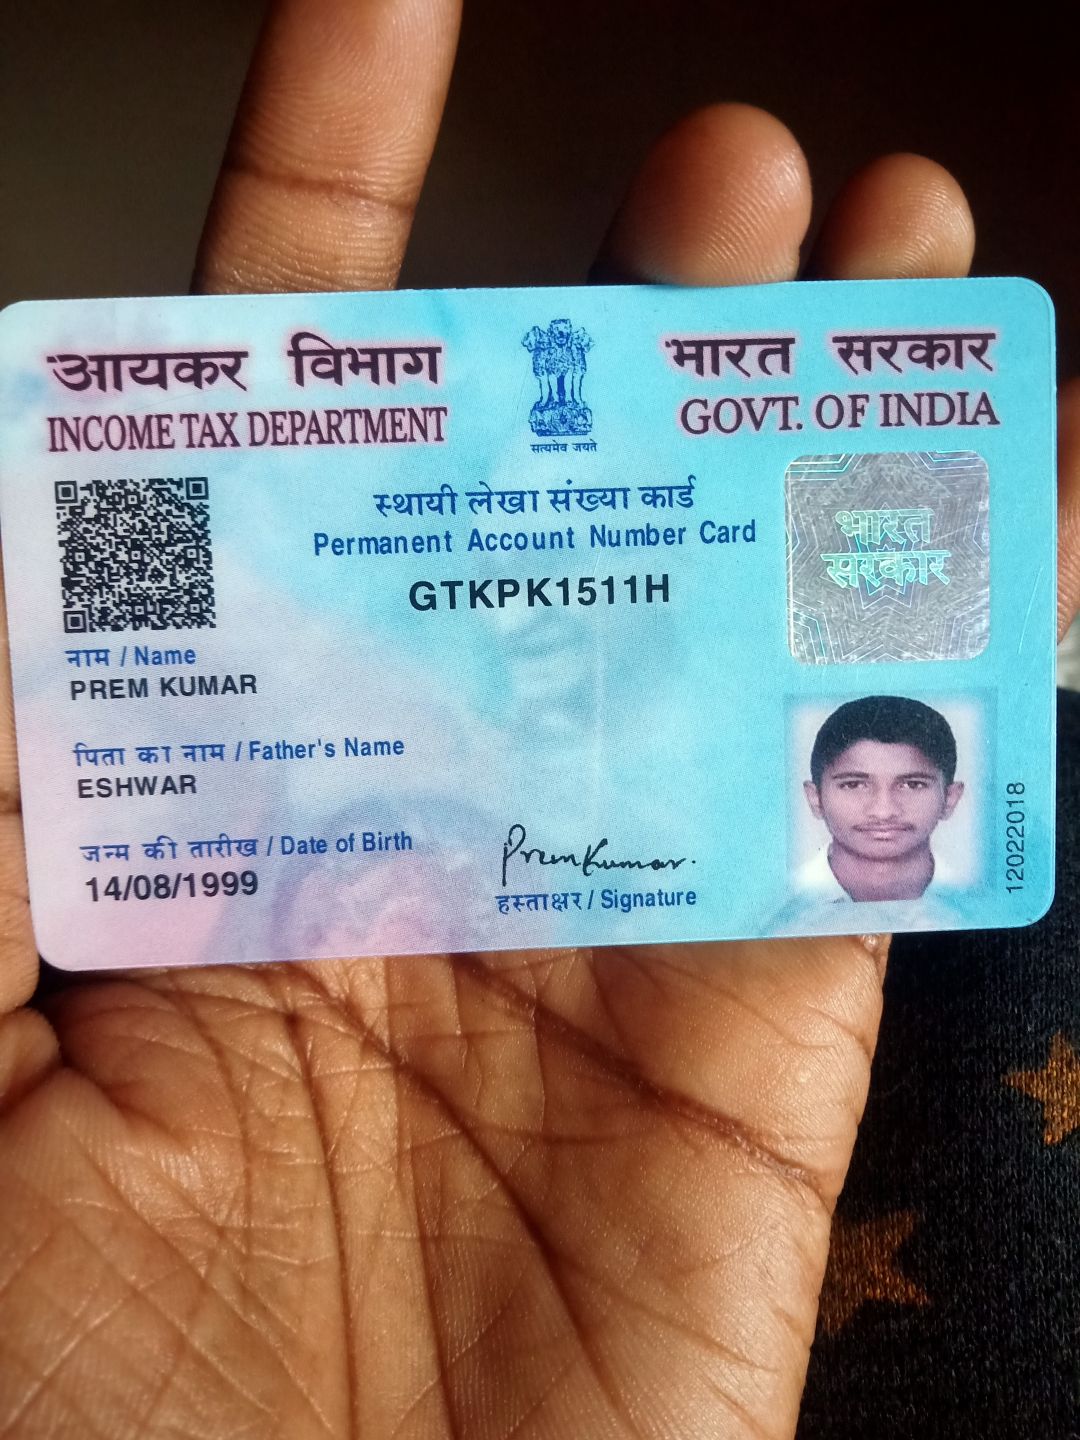 आयकर विभाग
INCOME TAX DEPARTMENT
सत्यमेव जयते
भारत सरकार
GOVT. OF INDIA
स्थायी लेखा संख्या कार्ड
Permanent Account Number Card
GTKPK1511H
भारत
सरकार
नाम / Name
PREM KUMAR
पिता का नाम / Father's Name
ESHWAR
जन्म की तारीख / Date of Birth
14/08/1999
PremKumar.
हस्ताक्षर / Signature
12022018